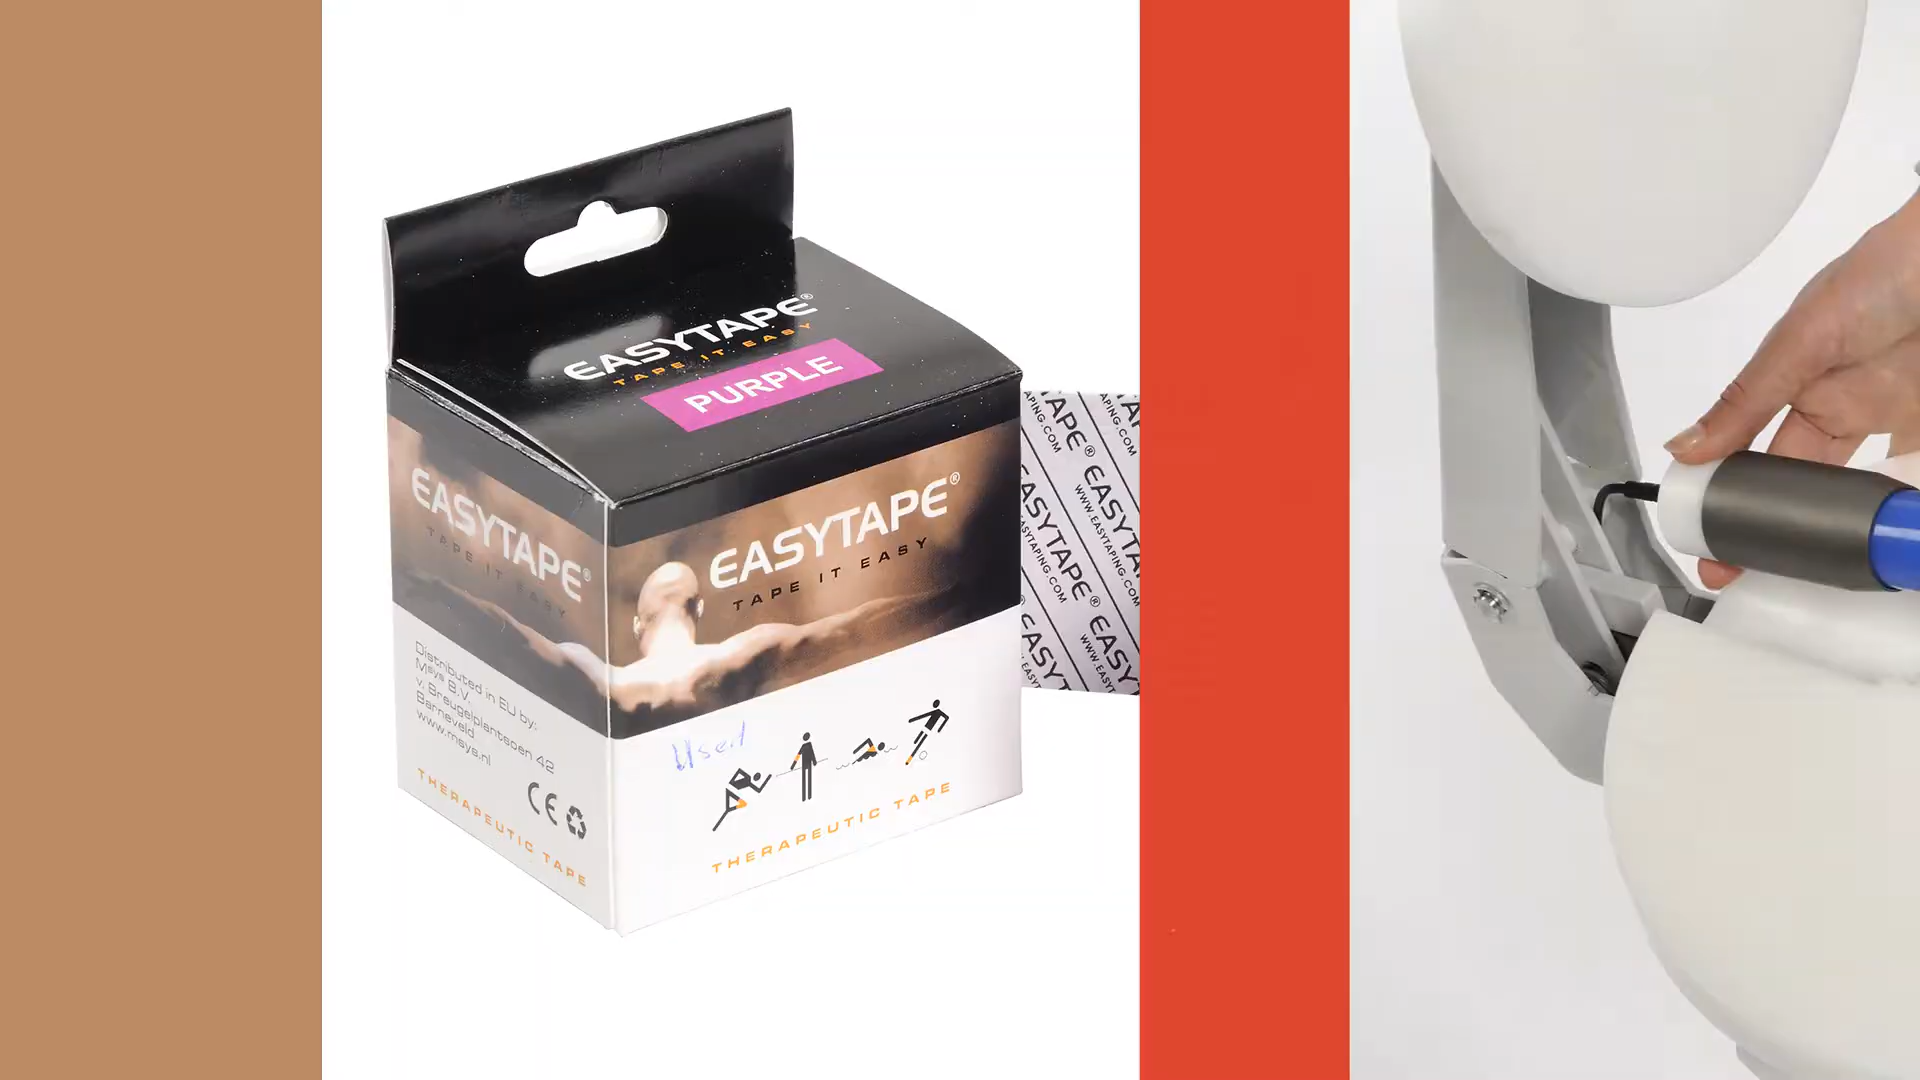 EASYTAPE®
TAPE IT EASY
PURPLE
EASYTAPE®
TAPE IT EASY
Distributed in EU by:
Msys B.V.
v. Breugelplantsoen 42
Barneveld
www.msys.nl
CE
THERAPEUTIC TAPE
EASYTAPE®
TAPE IT EASY
Used
THERAPEUTIC TAPE
EASYTAPE®
WWW.EASYTAPING.COM